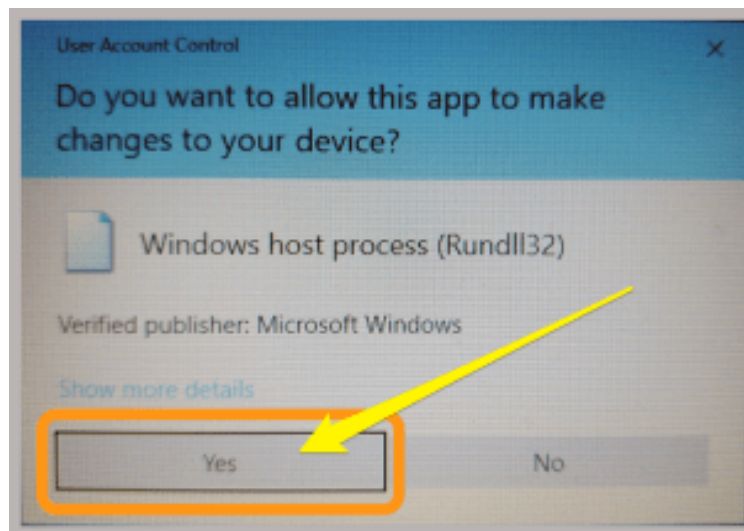 User Account Control
Do you want to allow this app to make
changes to your device?
Windows host process (Rundll32)
Verified publisher: Microsoft Windows
Show more details
Yes
No